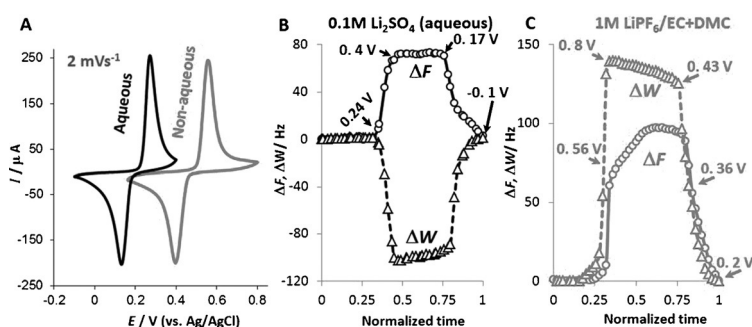 A
2 mVs⁻¹
Aqueous
Non-aqueous
I / µA
250
150
50
-50
-150
-250
-0.2
0
0.2
0.4
0.6
0.8
E / V (vs. Ag/AgCl)
B
0.1M Li₂SO₄ (aqueous)
ΔF, ΔW/ Hz
80
40
0
-40
-80
-120
0.4 V
0.17 V
ΔF
0.24 V
-0.1 V
ΔW
0
0.25
0.5
0.75
1
Normalized time
C
1M LiPF₆/EC+DMC
ΔF, ΔW/ Hz
150
100
50
0
0.8 V
0.43 V
ΔW
0.56 V
ΔF
0.36 V
0.2 V
0
0.25
0.5
0.75
1
Normalized time